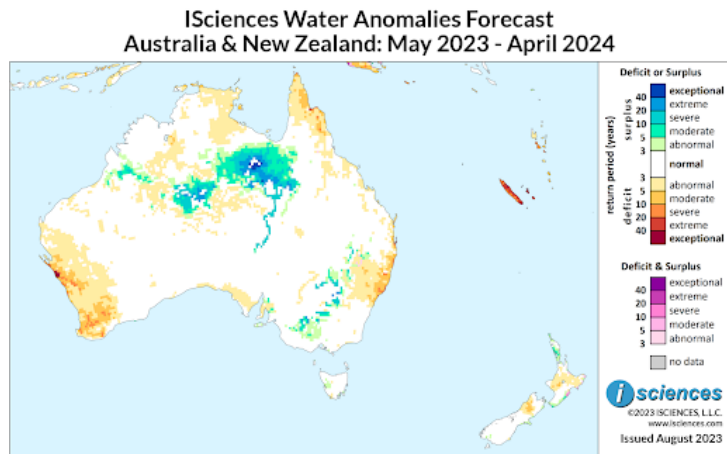 ISciences Water Anomalies Forecast
Australia & New Zealand: May 2023 - April 2024
Deficit or Surplus
return period (years)
surplus
deficit
40 exceptional
20 extreme
10 severe
5 moderate
3 abnormal
normal
3 abnormal
5 moderate
10 severe
20 extreme
40 exceptional
Deficit & Surplus
40 exceptional
20 extreme
10 severe
5 moderate
3 abnormal
no data
i sciences
©2023 ISCIENCES, L.L.C.
www.isciences.com
Issued August 2023